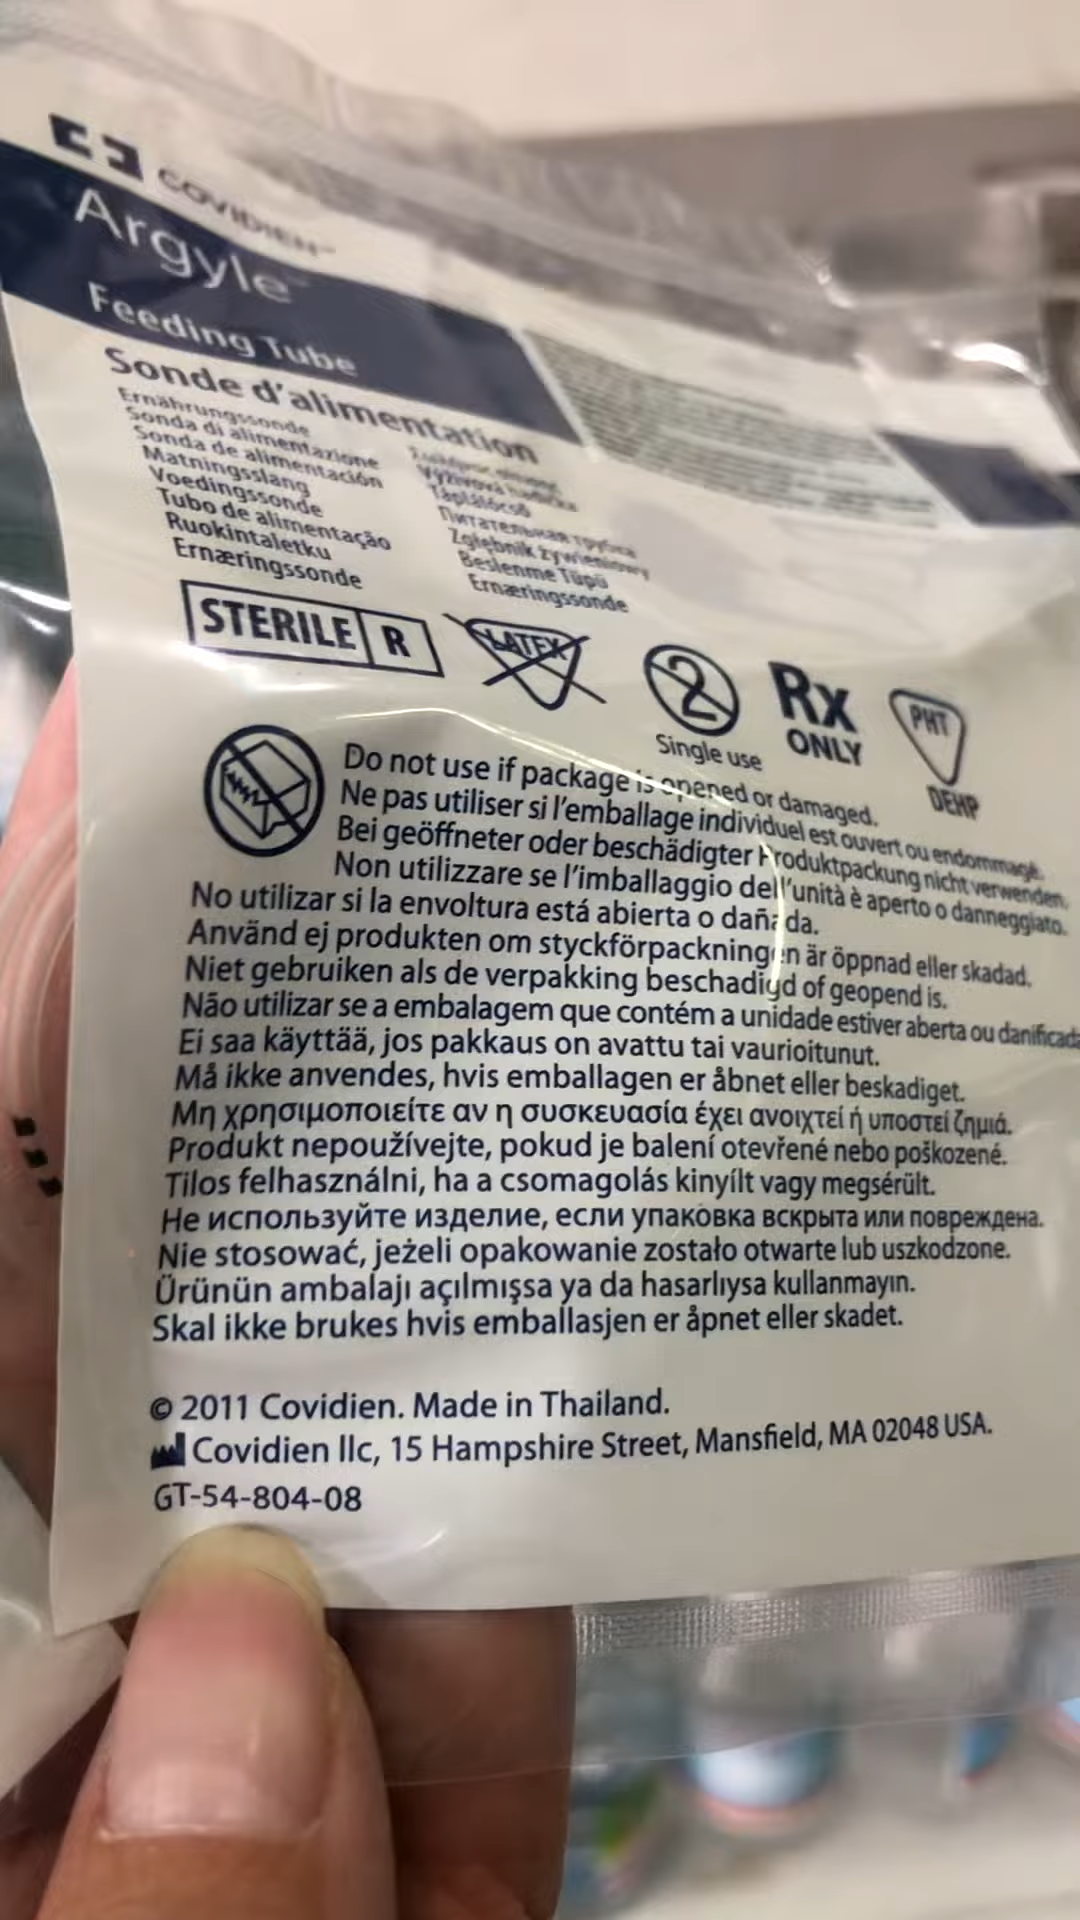 COVIDIEN™
Argyle™
Feeding Tube
Sonde d'alimentation
Ernährungssonde
Sonda di alimentazione
Sonda de alimentación
Matningsslang
Voedingssonde
Tubo de alimentação
Ruokintaletku
Ernæringssonde
Výživová hadička
Táplálócső
Питательная трубка
Zgłębnik żywieniowy
Beslenme Tüpü
Ernæringssonde
STERILE R
LATEX
2
Single use
Rx
ONLY
PHT
DEHP
Do not use if package is opened or damaged.
Ne pas utiliser si l'emballage individuel est ouvert ou endommagé.
Bei geöffneter oder beschädigter Produktpackung nicht verwenden.
Non utilizzare se l'imballaggio dell'unità è aperto o danneggiato.
No utilizar si la envoltura está abierta o dañada.
Använd ej produkten om styckförpackningen är öppnad eller skadad.
Niet gebruiken als de verpakking beschadigd of geopend is.
Não utilizar se a embalagem que contém a unidade estiver aberta ou danificada
Ei saa käyttää, jos pakkaus on avattu tai vaurioitunut.
Må ikke anvendes, hvis emballagen er åbnet eller beskadiget.
Μη χρησιμοποιείτε αν η συσκευασία έχει ανοιχτεί ή υποστεί ζημιά.
Produkt nepoužívejte, pokud je balení otevřené nebo poškozené.
Tilos felhasználni, ha a csomagolás kinyílt vagy megsérült.
Не используйте изделие, если упаковка вскрыта или повреждена.
Nie stosować, jeżeli opakowanie zostało otwarte lub uszkodzone.
Ürünün ambalajı açılmışsa ya da hasarlıysa kullanmayın.
Skal ikke brukes hvis emballasjen er åpnet eller skadet.
© 2011 Covidien. Made in Thailand.
Covidien llc, 15 Hampshire Street, Mansfield, MA 02048 USA.
GT-54-804-08